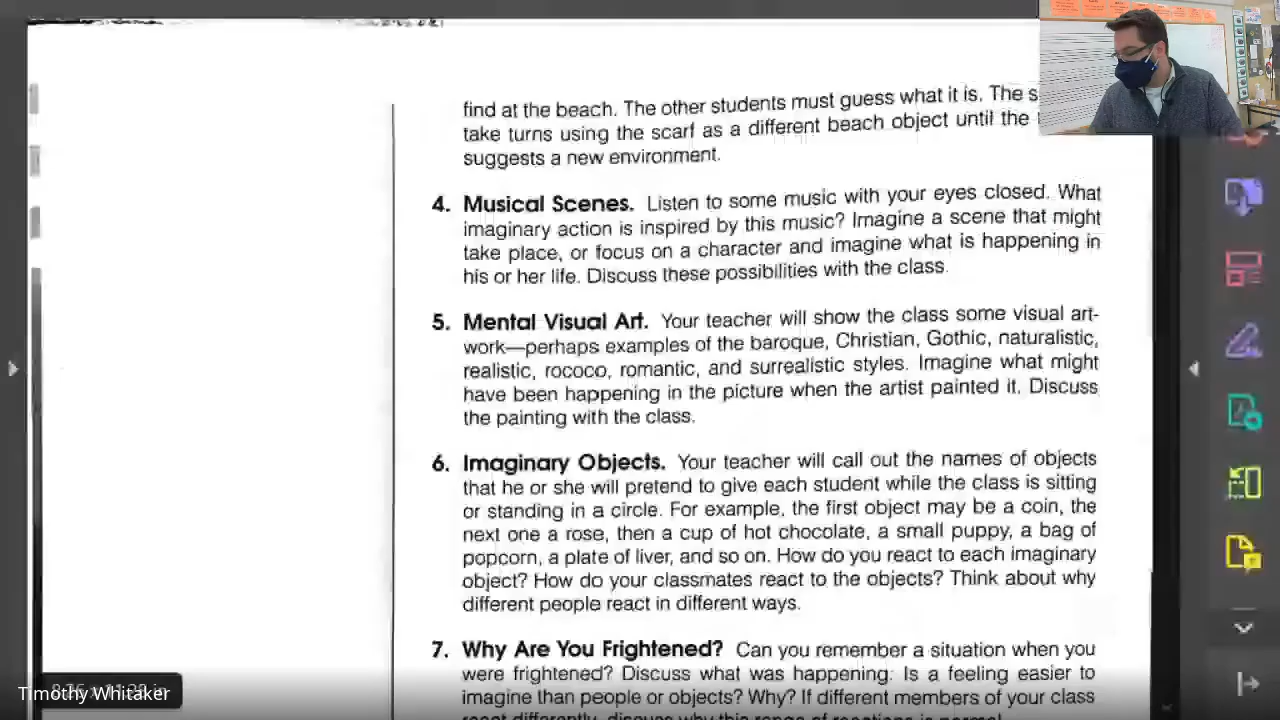 find at the beach. The other students must guess what it is. The
take turns using the scarf as a different beach object until the
suggests a new environment.
4. Musical Scenes. Listen to some music with your eyes closed. What
imaginary action is inspired by this music? Imagine a scene that might
take place, or focus on a character and imagine what is happening in
his or her life. Discuss these possibilities with the class.
5. Mental Visual Art. Your teacher will show the class some visual art-
work—perhaps examples of the baroque, Christian, Gothic, naturalistic,
realistic, rococo, romantic, and surrealistic styles. Imagine what might
have been happening in the picture when the artist painted it. Discuss
the painting with the class.
6. Imaginary Objects. Your teacher will call out the names of objects
that he or she will pretend to give each student while the class is sitting
or standing in a circle. For example, the first object may be a coin, the
next one a rose, then a cup of hot chocolate, a small puppy, a bag of
popcorn, a plate of liver, and so on. How do you react to each imaginary
object? How do your classmates react to the objects? Think about why
different people react in different ways.
7. Why Are You Frightened? Can you remember a situation when you
were frightened? Discuss what was happening. Is a feeling easier to
imagine than people or objects? Why? If different members of your class
react differently, discuss why this range of reactions is normal.
Timothy Whitaker